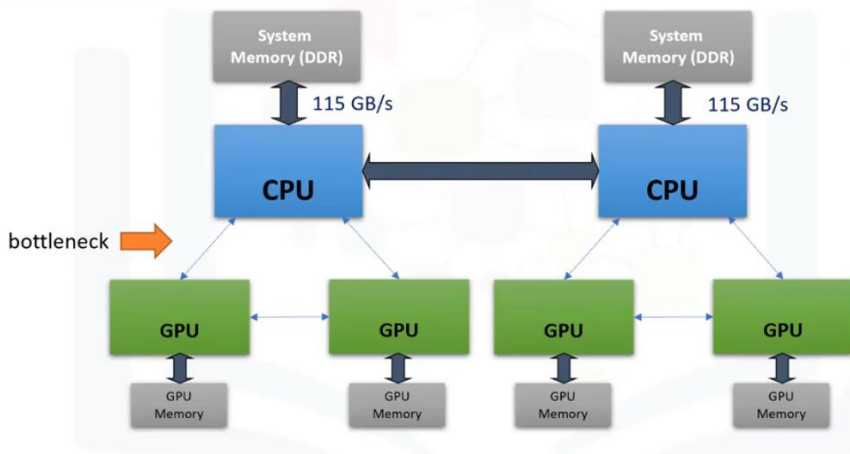 System
Memory (DDR)
System
Memory (DDR)
115 GB/s
115 GB/s
CPU
CPU
bottleneck
GPU
GPU
GPU
GPU
GPU
Memory
GPU
Memory
GPU
Memory
GPU
Memory